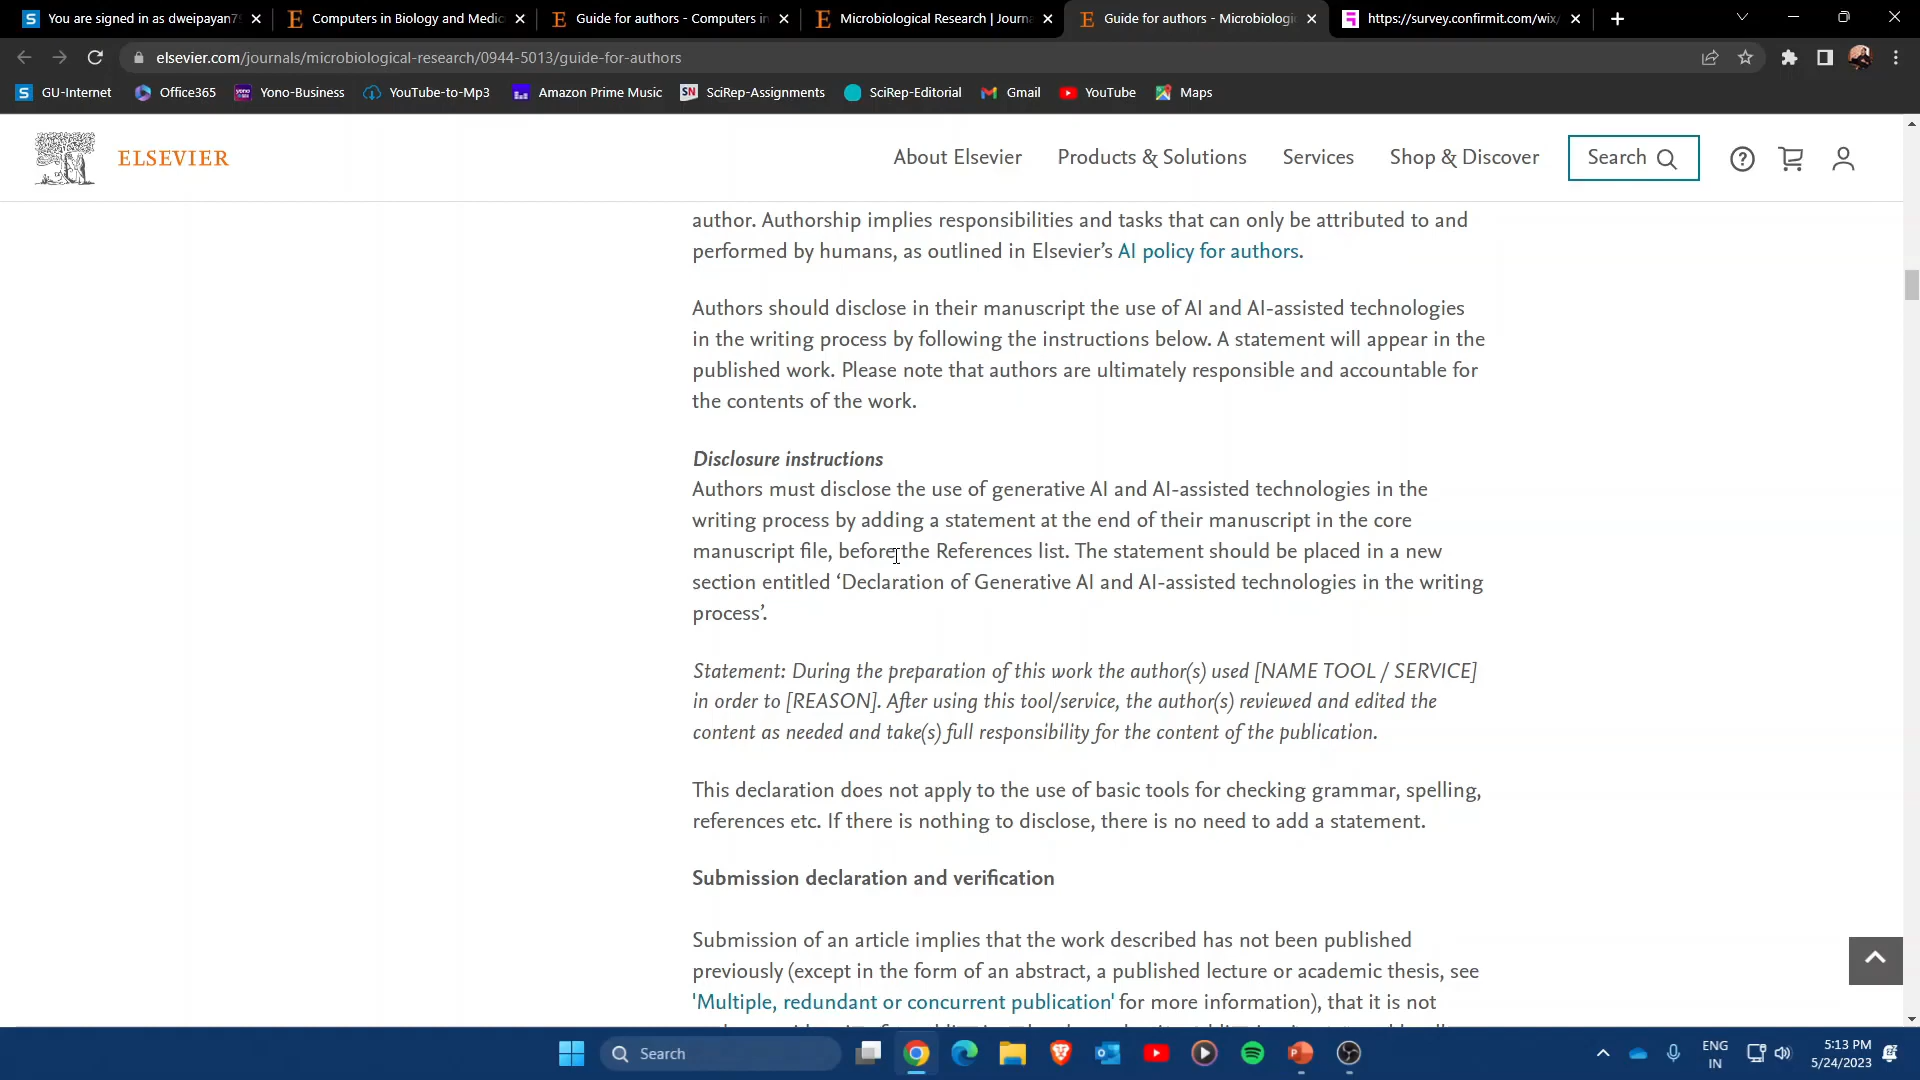 You are signed in as dweipayan7
Computers in Biology and Medic
Guide for authors - Computers in
Microbiological Research | Journ
Guide for authors - Microbiologi
https://survey.confirmit.com/wix/
elsevier.com/journals/microbiological-research/0944-5013/guide-for-authors
GU-Internet
Office365
Yono-Business
YouTube-to-Mp3
Amazon Prime Music
SciRep-Assignments
SciRep-Editorial
Gmail
YouTube
Maps
ELSEVIER
About Elsevier
Products & Solutions
Services
Shop & Discover
Search
author. Authorship implies responsibilities and tasks that can only be attributed to and
performed by humans, as outlined in Elsevier’s AI policy for authors.
Authors should disclose in their manuscript the use of AI and AI-assisted technologies
in the writing process by following the instructions below. A statement will appear in the
published work. Please note that authors are ultimately responsible and accountable for
the contents of the work.
Disclosure instructions
Authors must disclose the use of generative AI and AI-assisted technologies in the
writing process by adding a statement at the end of their manuscript in the core
manuscript file, before the References list. The statement should be placed in a new
section entitled ‘Declaration of Generative AI and AI-assisted technologies in the writing
process’.
Statement: During the preparation of this work the author(s) used [NAME TOOL / SERVICE]
in order to [REASON]. After using this tool/service, the author(s) reviewed and edited the
content as needed and take(s) full responsibility for the content of the publication.
This declaration does not apply to the use of basic tools for checking grammar, spelling,
references etc. If there is nothing to disclose, there is no need to add a statement.
Submission declaration and verification
Submission of an article implies that the work described has not been published
previously (except in the form of an abstract, a published lecture or academic thesis, see
'Multiple, redundant or concurrent publication' for more information), that it is not
Search
ENG
IN
5:13 PM
5/24/2023